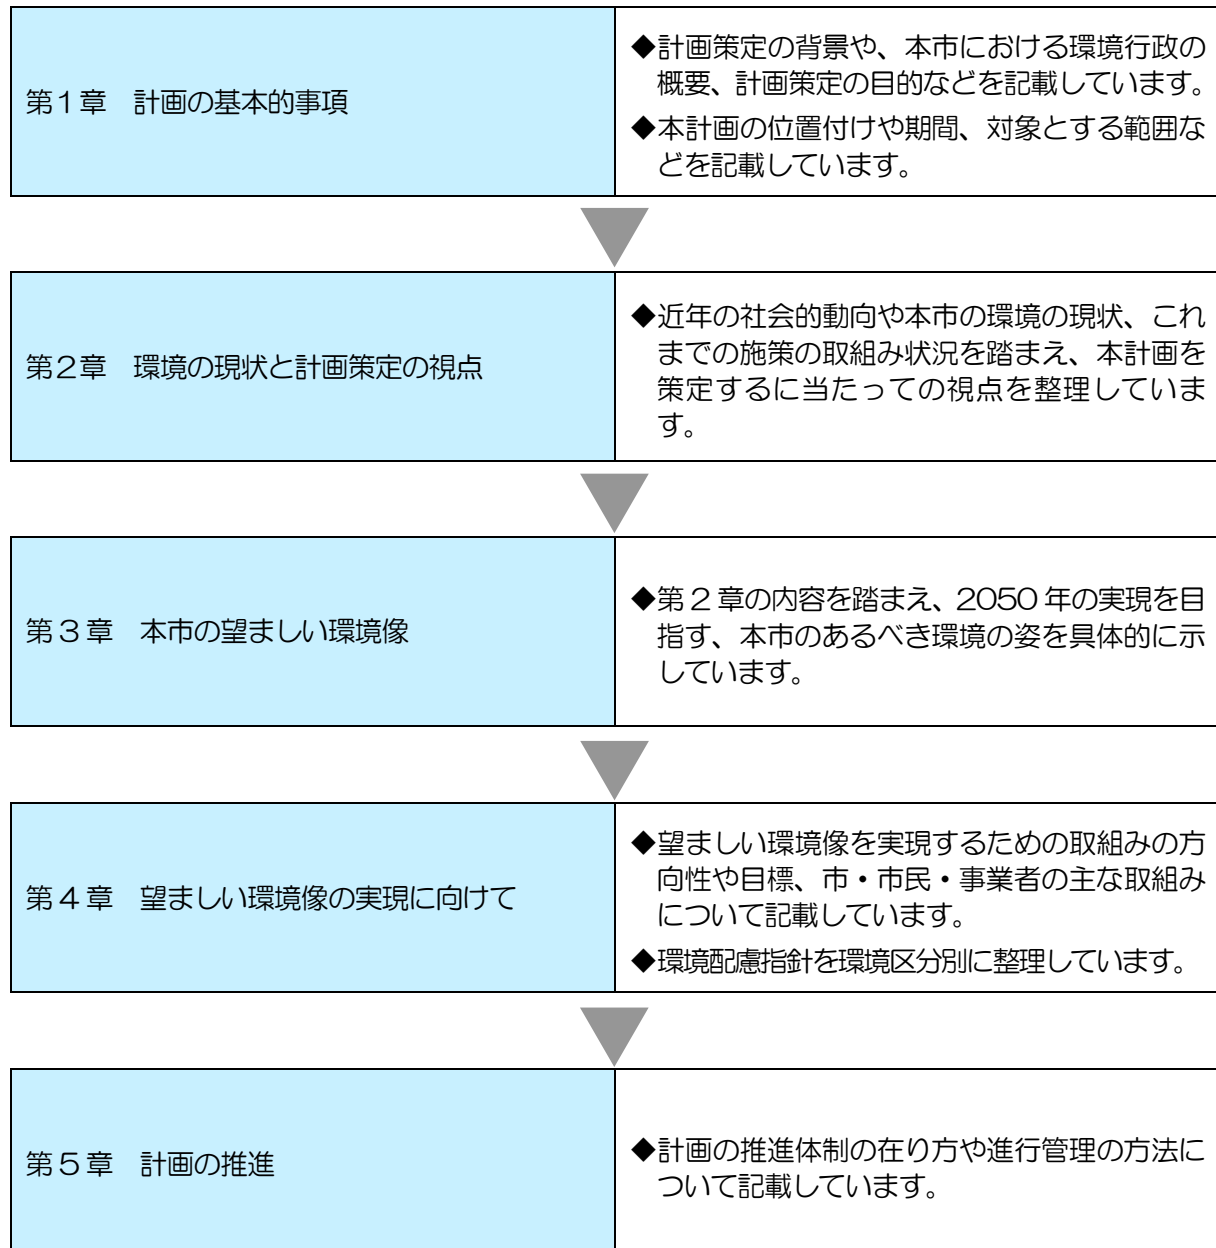 第1章　計画の基本的事項
◆計画策定の背景や、本市における環境行政の
概要、計画策定の目的などを記載しています。
◆本計画の位置付けや期間、対象とする範囲な
どを記載しています。
第2章　環境の現状と計画策定の視点
◆近年の社会的動向や本市の環境の現状、これ
までの施策の取組み状況を踏まえ、本計画を
策定するに当たっての視点を整理していま
す。
第3章　本市の望ましい環境像
◆第2章の内容を踏まえ、2050年の実現を目
指す、本市のあるべき環境の姿を具体的に示
しています。
第4章　望ましい環境像の実現に向けて
◆望ましい環境像を実現するための取組みの方
向性や目標、市・市民・事業者の主な取組み
について記載しています。
◆環境配慮指針を環境区分別に整理しています。
第5章　計画の推進
◆計画の推進体制の在り方や進行管理の方法に
ついて記載しています。